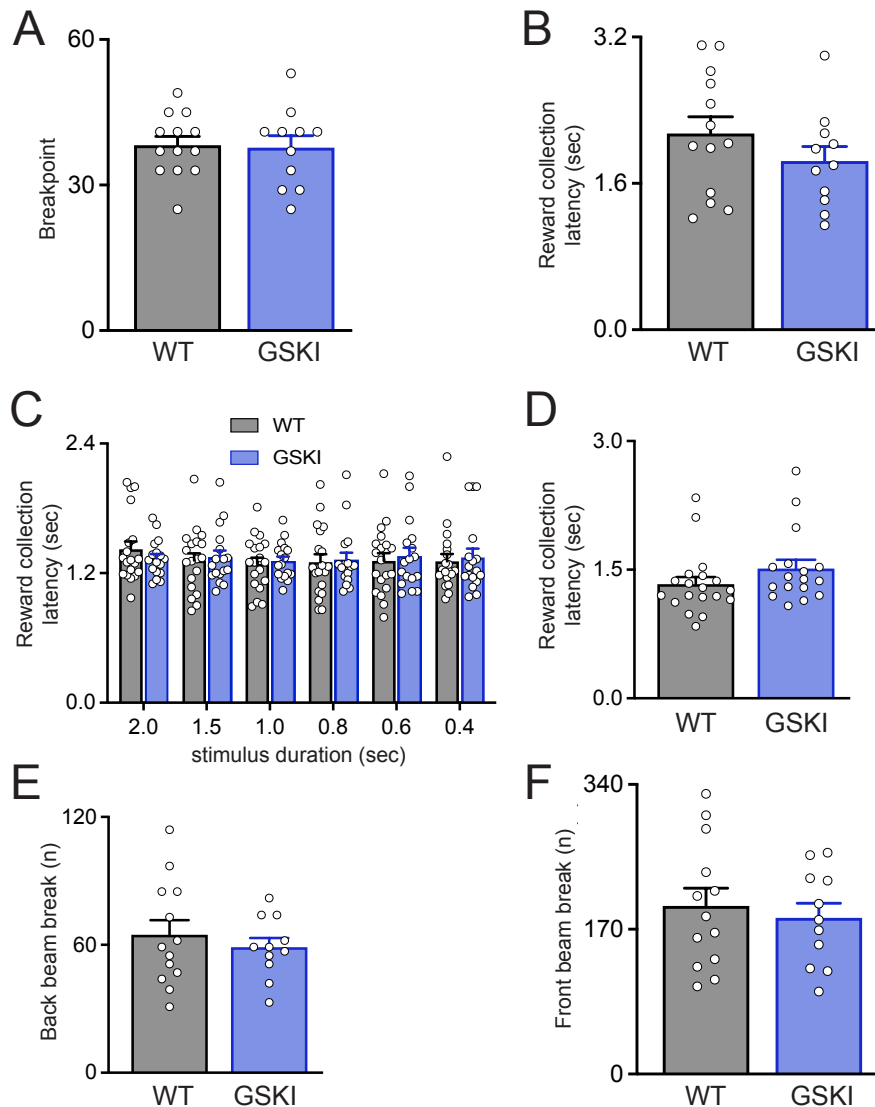 A
60
30
0
Breakpoint
WT
GSKI
B
3.2
1.6
0.0
Reward collection
latency (sec)
WT
GSKI
C
WT
GSKI
2.4
1.2
0.0
Reward collection
latency (sec)
2.0 1.5 1.0 0.8 0.6 0.4
stimulus duration (sec)
D
3.0
1.5
0.0
Reward collection
latency (sec)
WT
GSKI
E
120
60
0
Back beam break (n)
WT
GSKI
F
340
170
0
Front beam break (n)
WT
GSKI